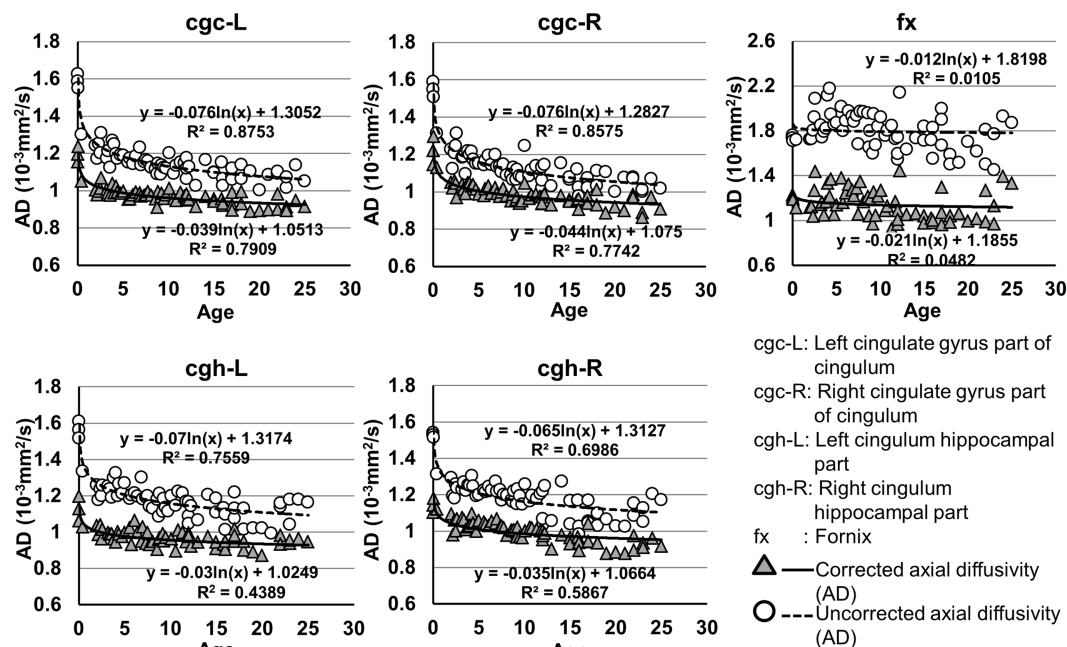 cgc-L
1.8
1.6
1.4
1.2
1
0.8
0.6
AD (10-3mm2/s)
y = -0.076ln(x) + 1.3052
R² = 0.8753
y = -0.039ln(x) + 1.0513
R² = 0.7909
0 5 10 15 20 25 30
Age
cgc-R
1.8
1.6
1.4
1.2
1
0.8
0.6
AD (10-3mm2/s)
y = -0.076ln(x) + 1.2827
R² = 0.8575
y = -0.044ln(x) + 1.075
R² = 0.7742
0 5 10 15 20 25 30
Age
fx
2.6
2.2
1.8
1.4
1
0.6
AD (10-3mm2/s)
y = -0.012ln(x) + 1.8198
R² = 0.0105
y = -0.021ln(x) + 1.1855
R² = 0.0482
0 5 10 15 20 25 30
Age
cgh-L
1.8
1.6
1.4
1.2
1
0.8
0.6
AD (10-3mm2/s)
y = -0.07ln(x) + 1.3174
R² = 0.7559
y = -0.03ln(x) + 1.0249
R² = 0.4389
0 5 10 15 20 25 30
Age
cgh-R
1.8
1.6
1.4
1.2
1
0.8
0.6
AD (10-3mm2/s)
y = -0.065ln(x) + 1.3127
R² = 0.6986
y = -0.035ln(x) + 1.0664
R² = 0.5867
0 5 10 15 20 25 30
Age
cgc-L: Left cingulate gyrus part of
cingulum
cgc-R: Right cingulate gyrus part
of cingulum
cgh-L: Left cingulum hippocampal
part
cgh-R: Right cingulum
hippocampal part
fx : Fornix
Corrected axial diffusivity
(AD)
Uncorrected axial diffusivity
(AD)